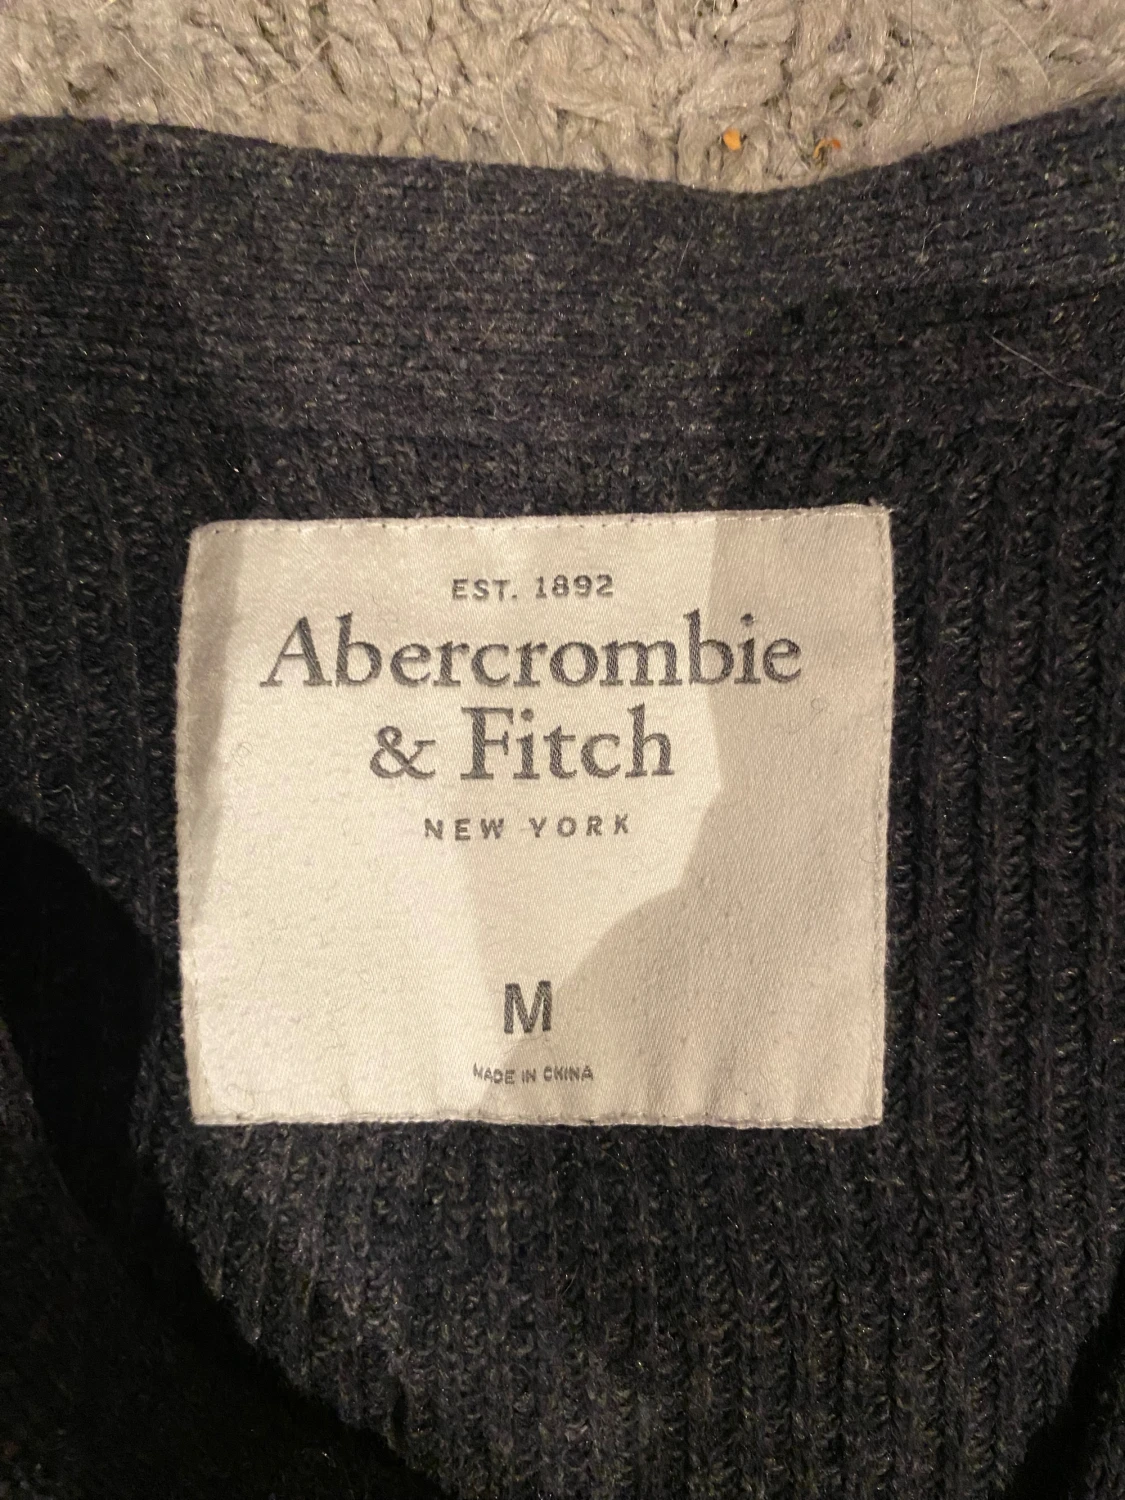 EST. 1892
Abercrombie
& Fitch
NEW YORK
M
MADE IN CHINA